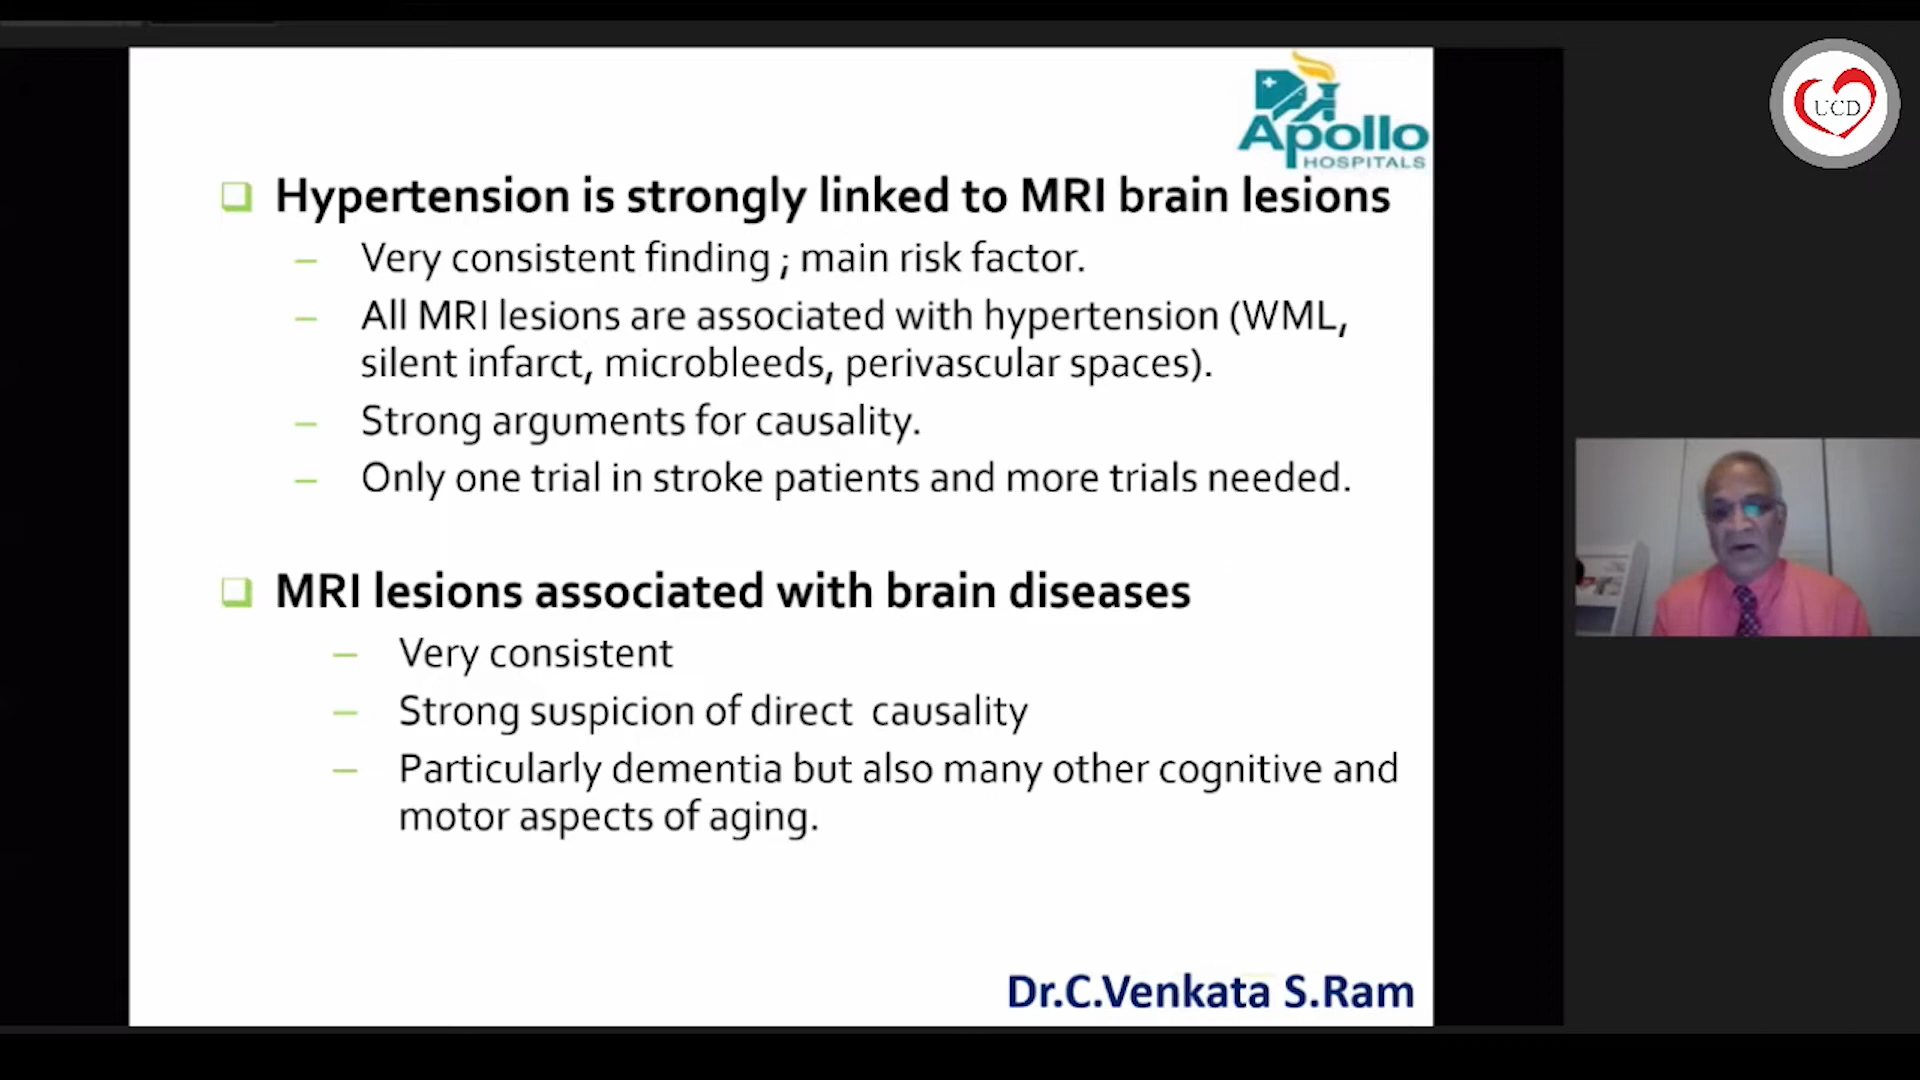 Apollo
HOSPITALS
UCD
Hypertension is strongly linked to MRI brain lesions
– Very consistent finding ; main risk factor.
– All MRI lesions are associated with hypertension (WML,
silent infarct, microbleeds, perivascular spaces).
– Strong arguments for causality.
– Only one trial in stroke patients and more trials needed.
MRI lesions associated with brain diseases
– Very consistent
– Strong suspicion of direct causality
– Particularly dementia but also many other cognitive and
motor aspects of aging.
Dr.C.Venkata S.Ram